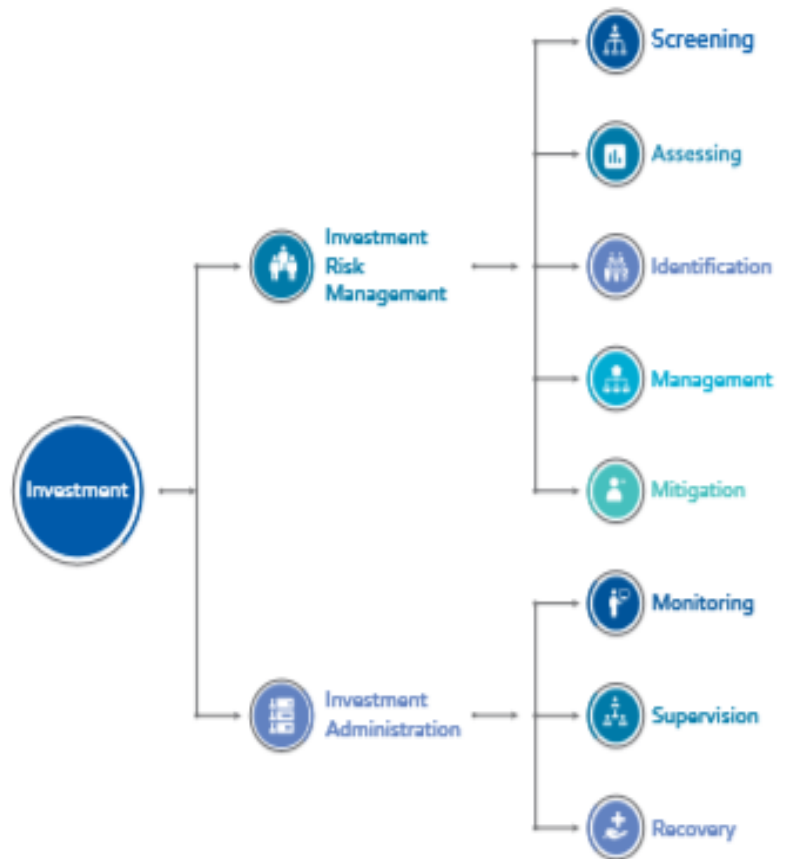 Investment
Investment
Risk
Management
Screening
Assessing
Identification
Management
Mitigation
Investment
Administration
Monitoring
Supervision
Recovery